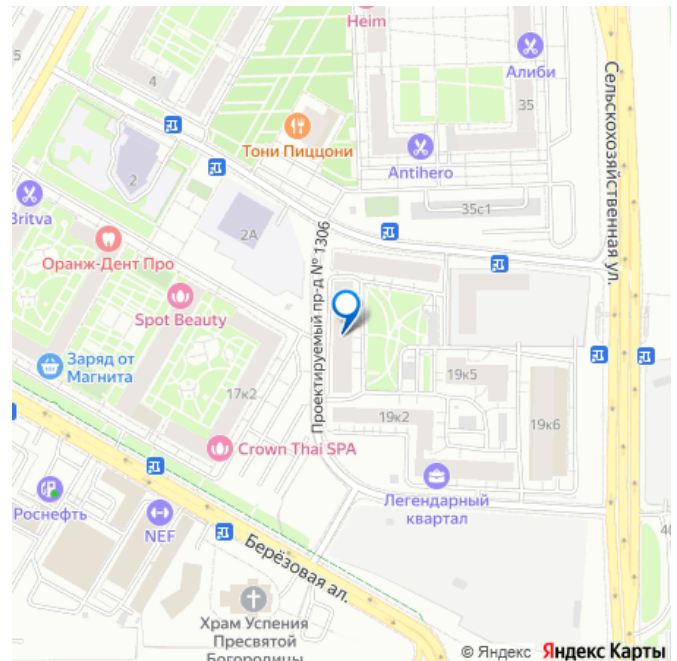 Heim
5
4
Алиби
35
Тони Пиццони
Antihero
2
Britva
2А
35с1
Оранж-Дент Про
Сельскохозяйственная ул.
Проектируемый пр-д № 1306
Spot Beauty
Заряд от
Магнита
17к2
19к5
19к2
19к6
Crown Thai SPA
Легендарный
квартал
Роснефть
NEF
Берёзовая ал.
Храм Успения
Пресвятой
Богородицы
© Яндекс Яндекс Карты